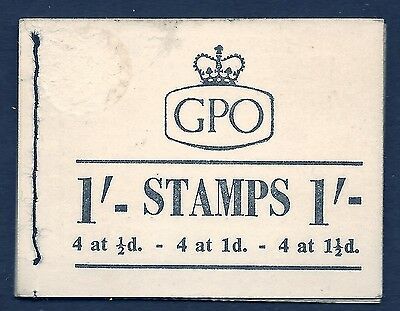 GPO
1/- STAMPS 1/-
4 at ½d. - 4 at 1d. - 4 at 1½d.